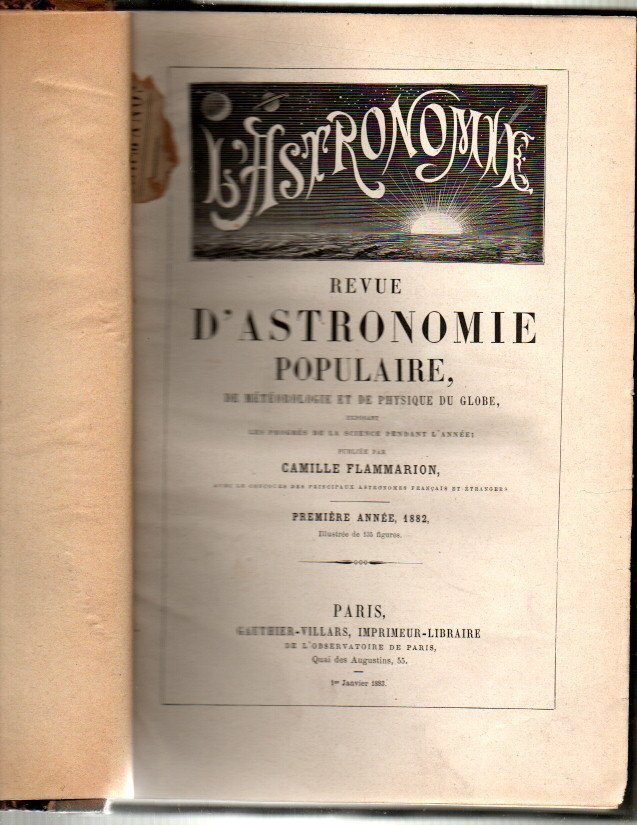 L'ASTRONOMIE
REVUE
D'ASTRONOMIE
POPULAIRE,
DE MÉTÉOROLOGIE ET DE PHYSIQUE DU GLOBE,
EXPOSANT
LES PROGRÈS DE LA SCIENCE PENDANT L'ANNÉE;
PUBLIÉE PAR
CAMILLE FLAMMARION,
AVEC LE CONCOURS DES PRINCIPAUX ASTRONOMES FRANÇAIS ET ÉTRANGERS
PREMIÈRE ANNÉE, 1882,
Illustrée de 135 figures.
PARIS,
GAUTHIER-VILLARS, IMPRIMEUR-LIBRAIRE
DE L'OBSERVATOIRE DE PARIS,
Quai des Augustins, 55.
1er Janvier 1883.